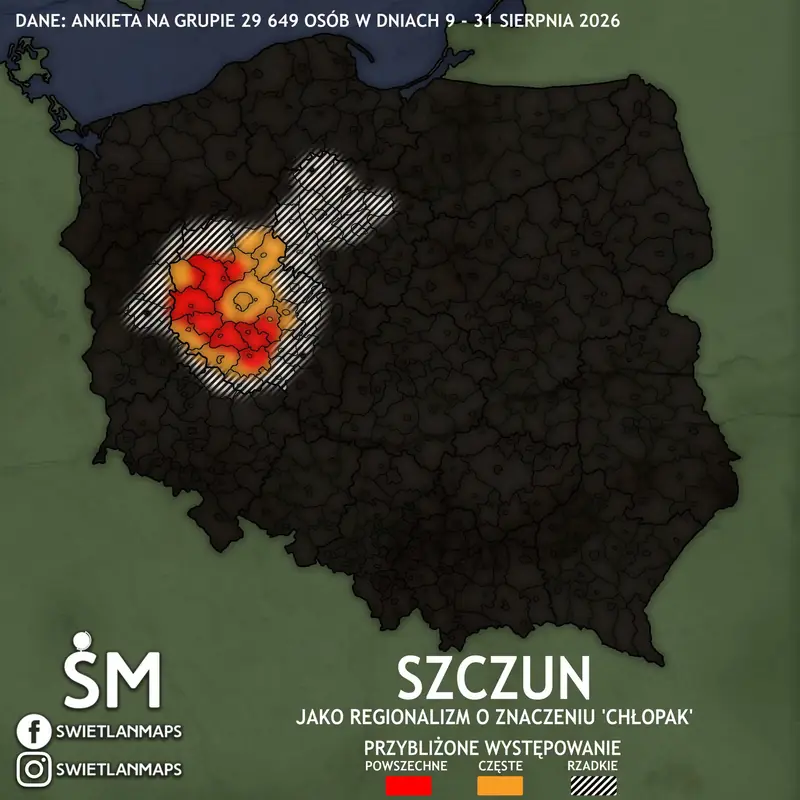 DANE: ANKIETA NA GRUPIE 29 649 OSÓB W DNIACH 9 - 31 SIERPNIA 2026
ŚM
SWIETLANMAPS
SWIETLANMAPS
SZCZUN
JAKO REGIONALIZM O ZNACZENIU 'CHŁOPAK'
PRZYBLIŻONE WYSTĘPOWANIE
POWSZECHNE CZĘSTE RZADKIE